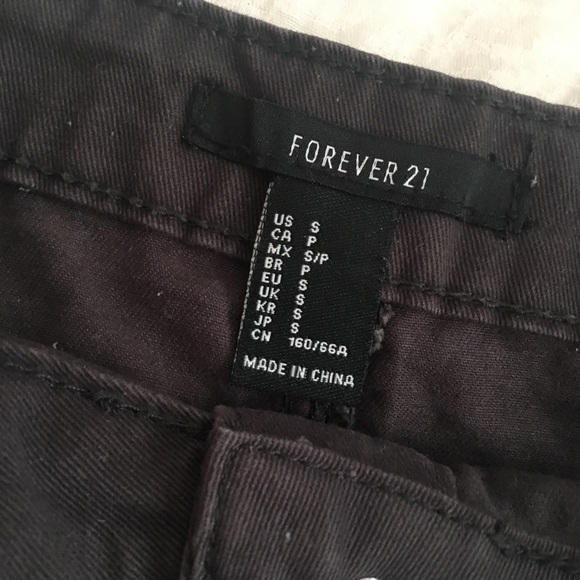 FOREVER 21
US S
CA P
MX S/P
BR P
EU S
UK S
KR S
JP S
CN 160/66A
MADE IN CHINA